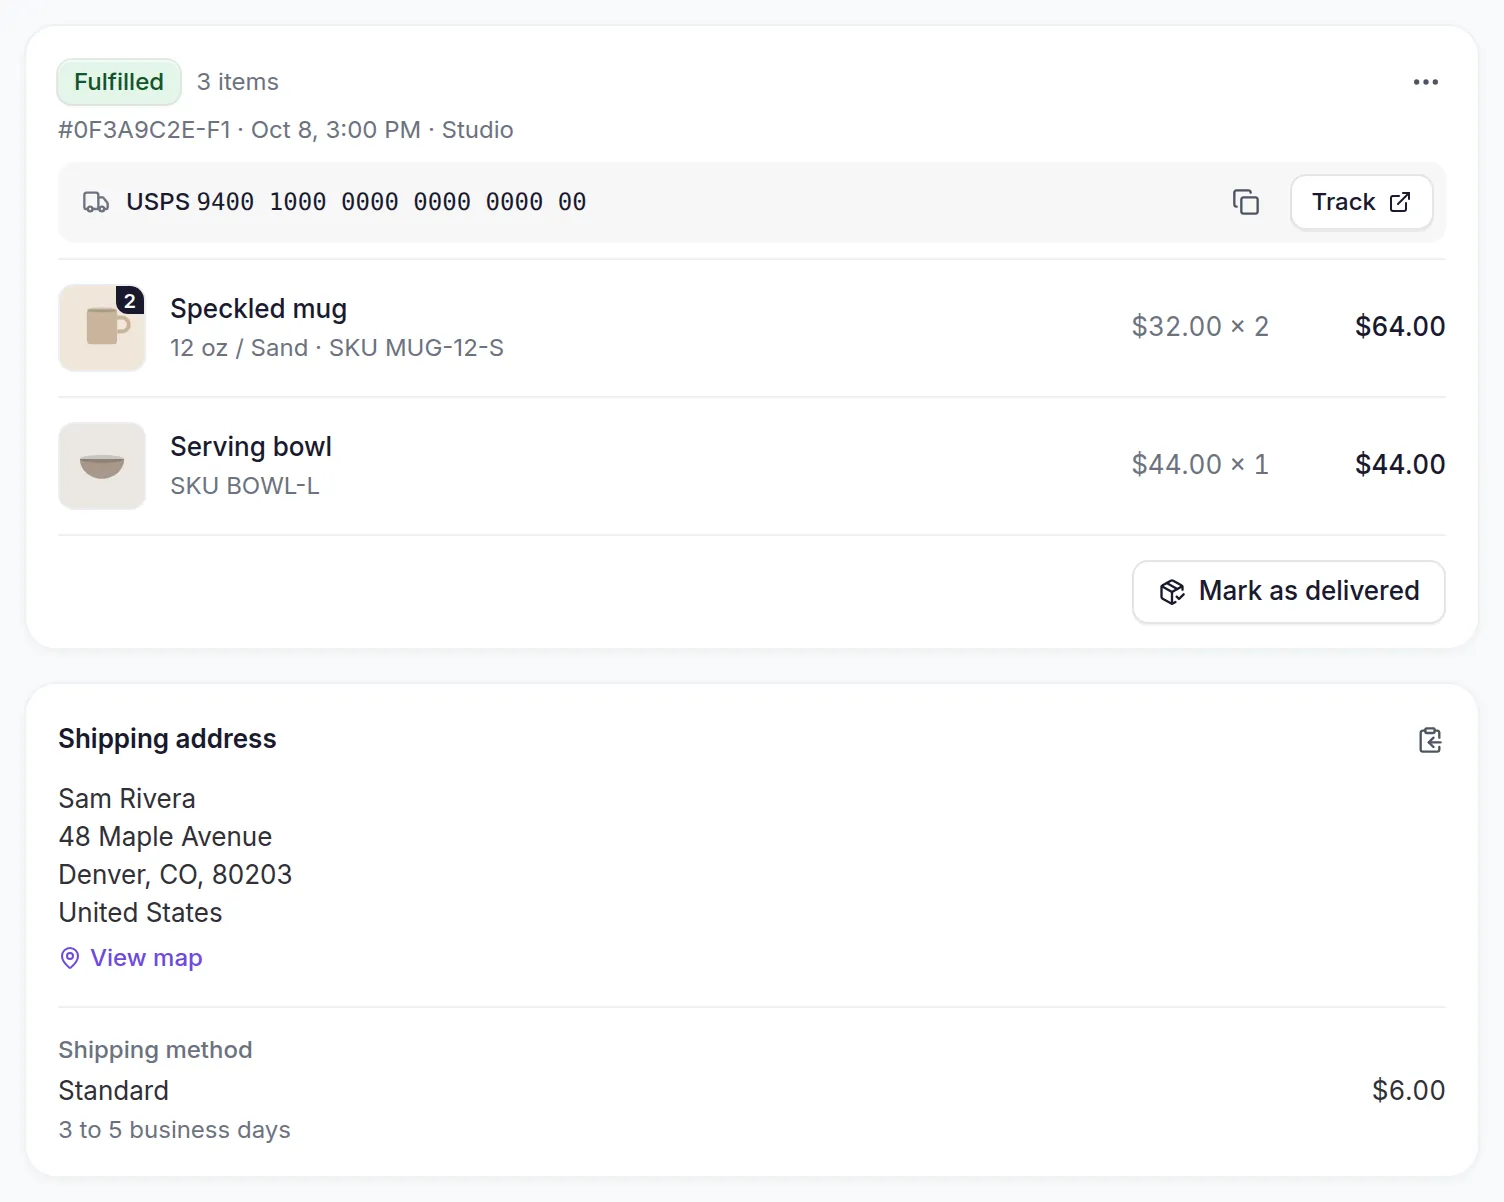 Fulfilled 3 items
#0F3A9C2E-F1 · Oct 8, 3:00 PM · Studio
USPS 9400 1000 0000 0000 0000 00
Track
2
Speckled mug
12 oz / Sand · SKU MUG-12-S
$32.00 × 2 $64.00
Serving bowl
SKU BOWL-L
$44.00 × 1 $44.00
Mark as delivered
Shipping address
Sam Rivera
48 Maple Avenue
Denver, CO, 80203
United States
View map
Shipping method
Standard $6.00
3 to 5 business days